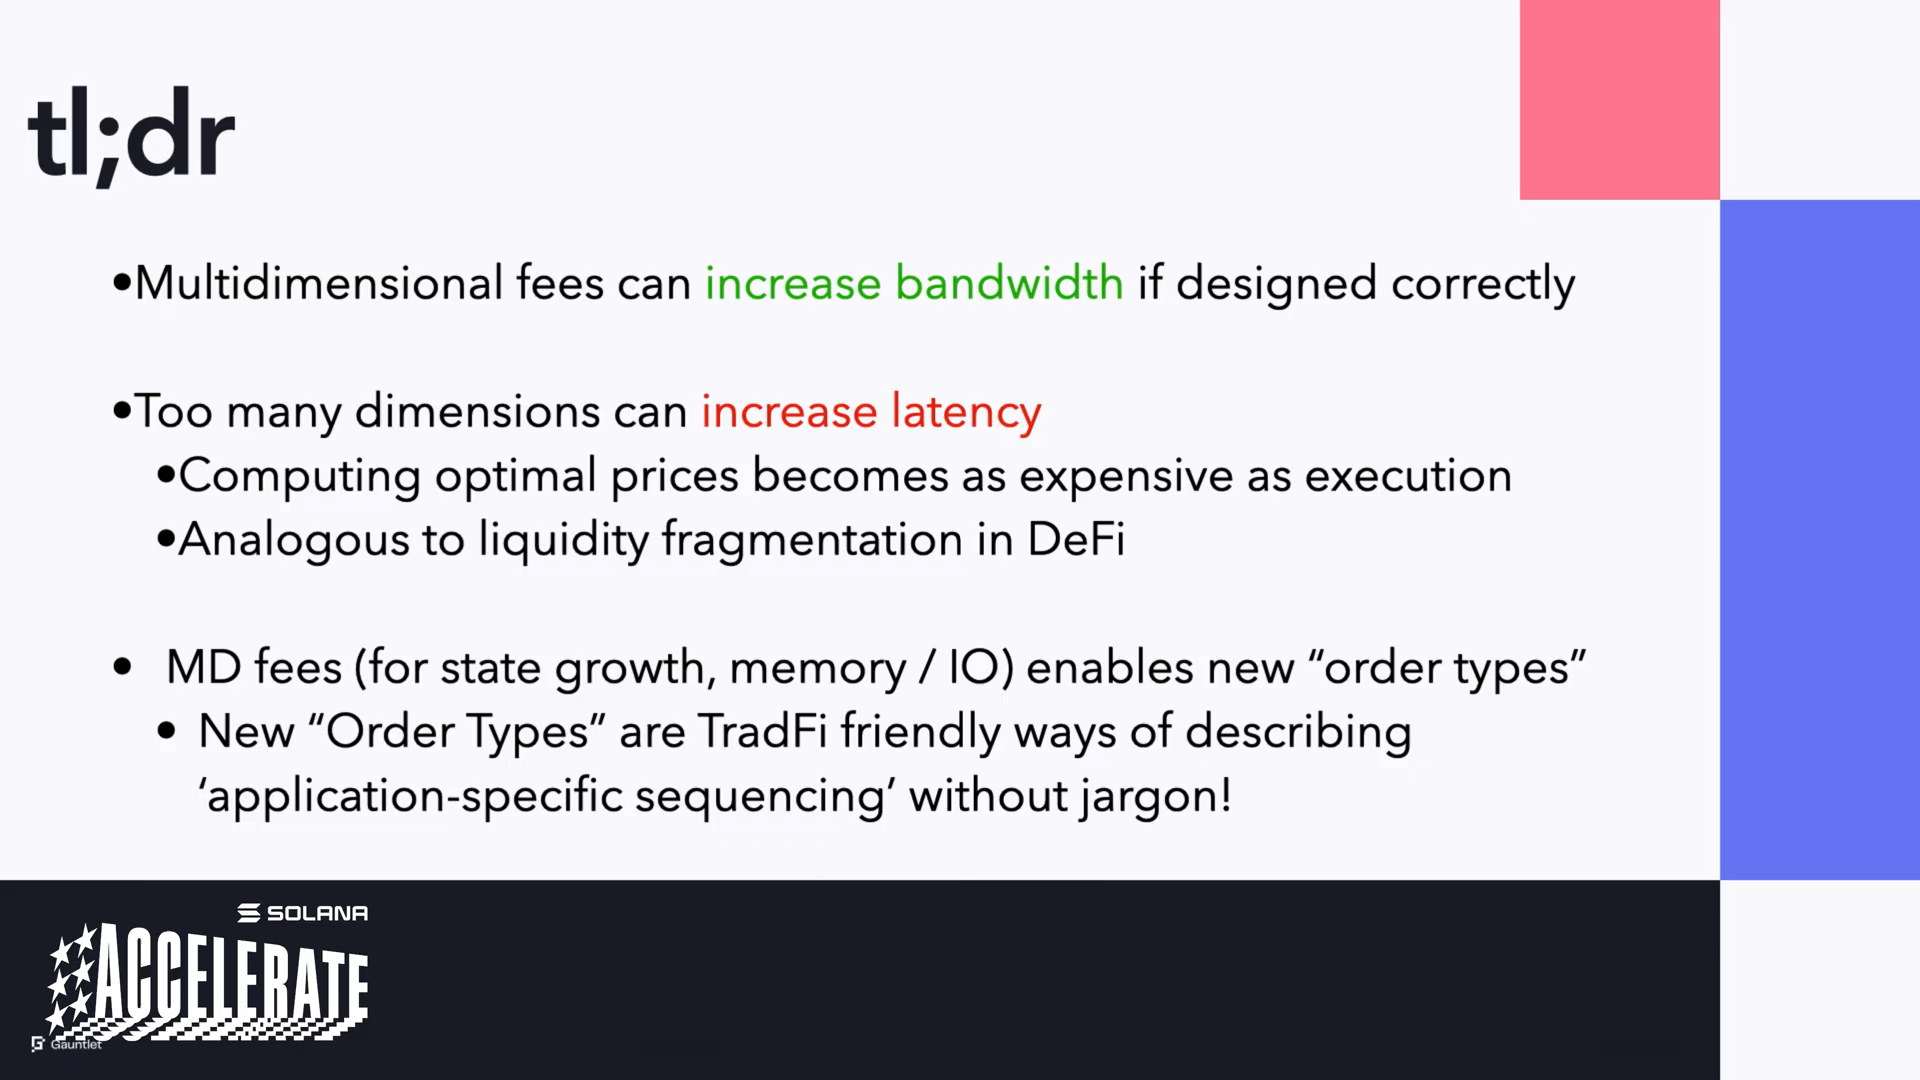 tl;dr
•Multidimensional fees can increase bandwidth if designed correctly
•Too many dimensions can increase latency
•Computing optimal prices becomes as expensive as execution
•Analogous to liquidity fragmentation in DeFi
• MD fees (for state growth, memory / IO) enables new “order types”
• New “Order Types” are TradFi friendly ways of describing
‘application-specific sequencing’ without jargon!
SOLANA
ACCELERATE
Gauntlet